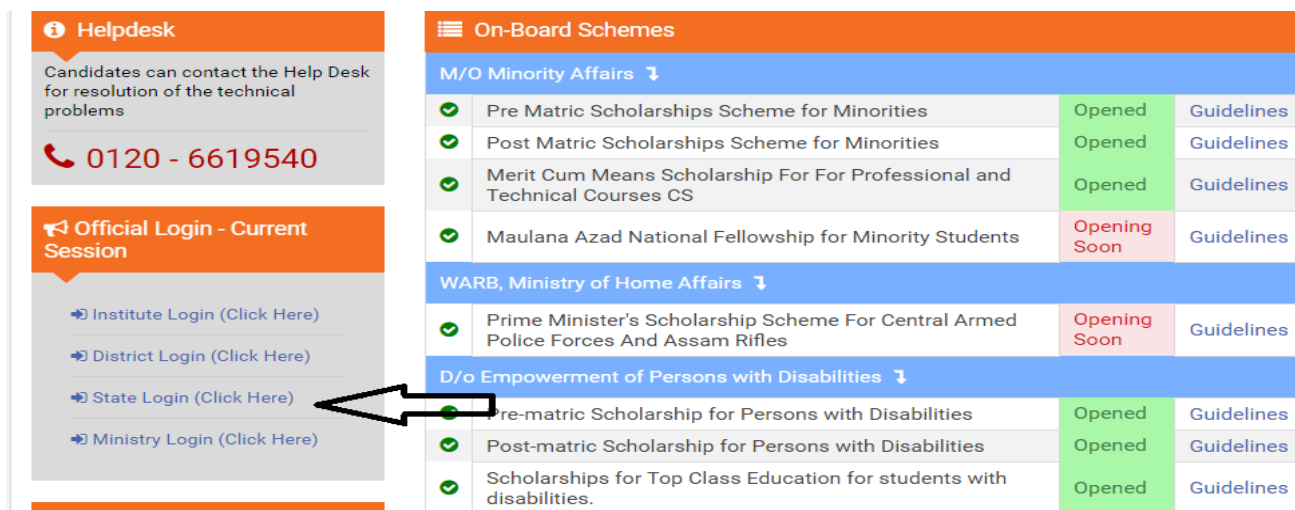 Helpdesk
Candidates can contact the Help Desk
for resolution of the technical
problems
0120 - 6619540
Official Login - Current
Session
Institute Login (Click Here)
District Login (Click Here)
State Login (Click Here)
Ministry Login (Click Here)
On-Board Schemes
M/O Minority Affairs
Pre Matric Scholarships Scheme for Minorities Opened Guidelines
Post Matric Scholarships Scheme for Minorities Opened Guidelines
Merit Cum Means Scholarship For For Professional and
Technical Courses CS Opened Guidelines
Maulana Azad National Fellowship for Minority Students Opening
Soon Guidelines
WARB, Ministry of Home Affairs
Prime Minister's Scholarship Scheme For Central Armed
Police Forces And Assam Rifles Opening
Soon Guidelines
D/o Empowerment of Persons with Disabilities
Pre-matric Scholarship for Persons with Disabilities Opened Guidelines
Post-matric Scholarship for Persons with Disabilities Opened Guidelines
Scholarships for Top Class Education for students with
disabilities. Opened Guidelines